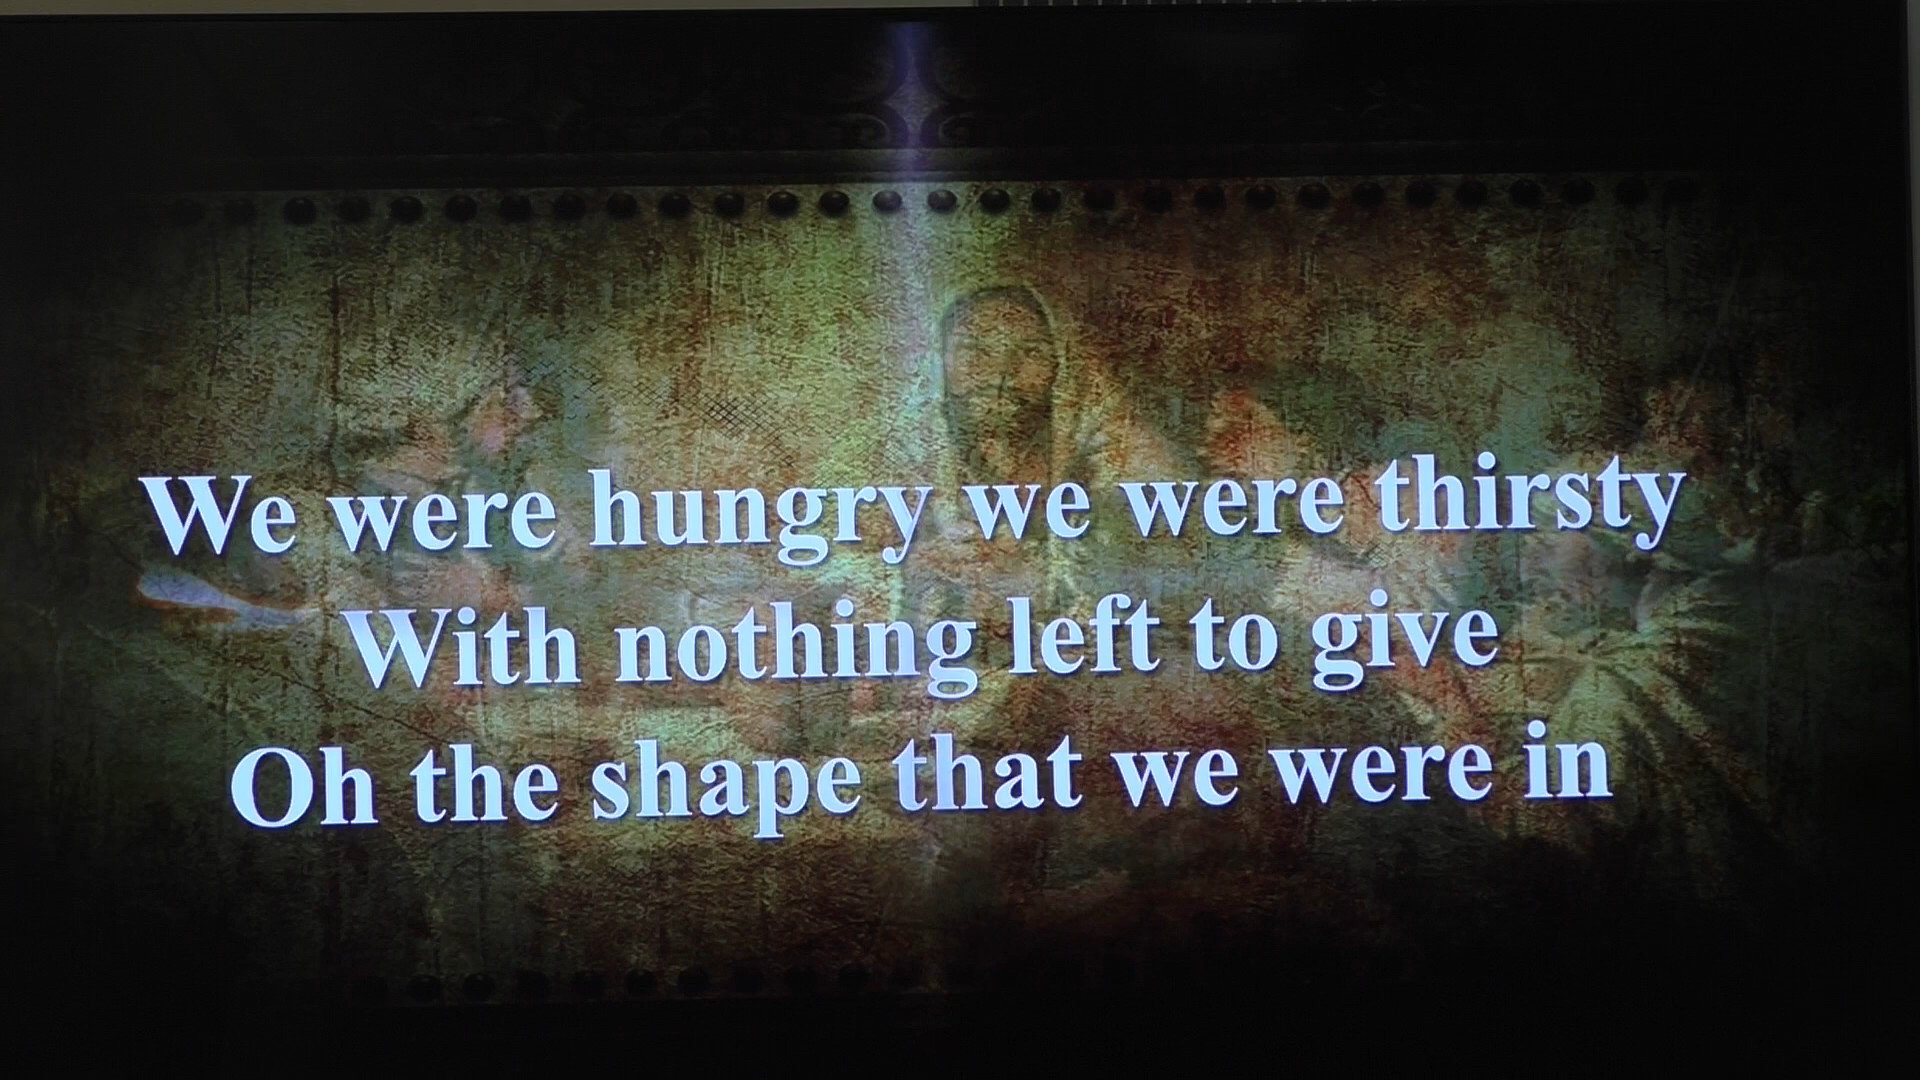 We were hungry we were thirsty
With nothing left to give
Oh the shape that we were in